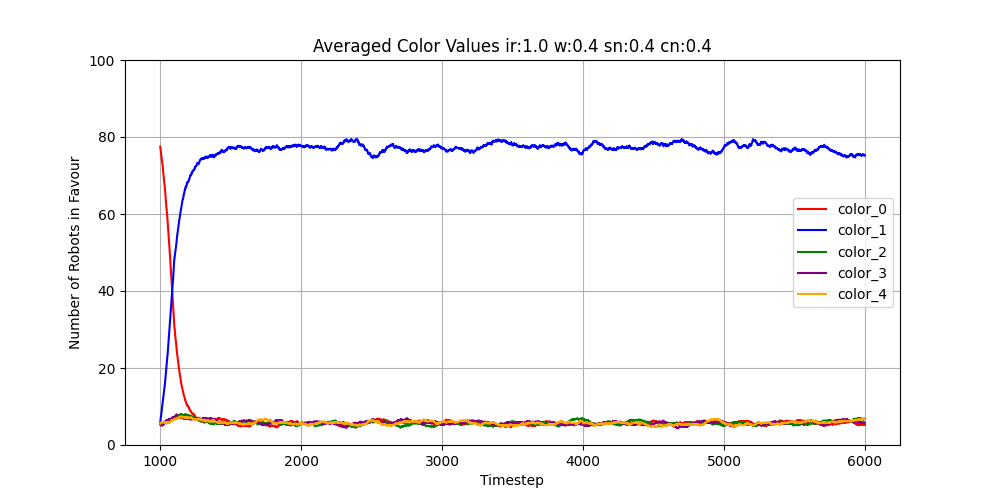 Averaged Color Values ir:1.0 w:0.4 sn:0.4 cn:0.4
Number of Robots in Favour
100
80
60
40
20
0
color_0
color_1
color_2
color_3
color_4
1000 2000 3000 4000 5000 6000
Timestep